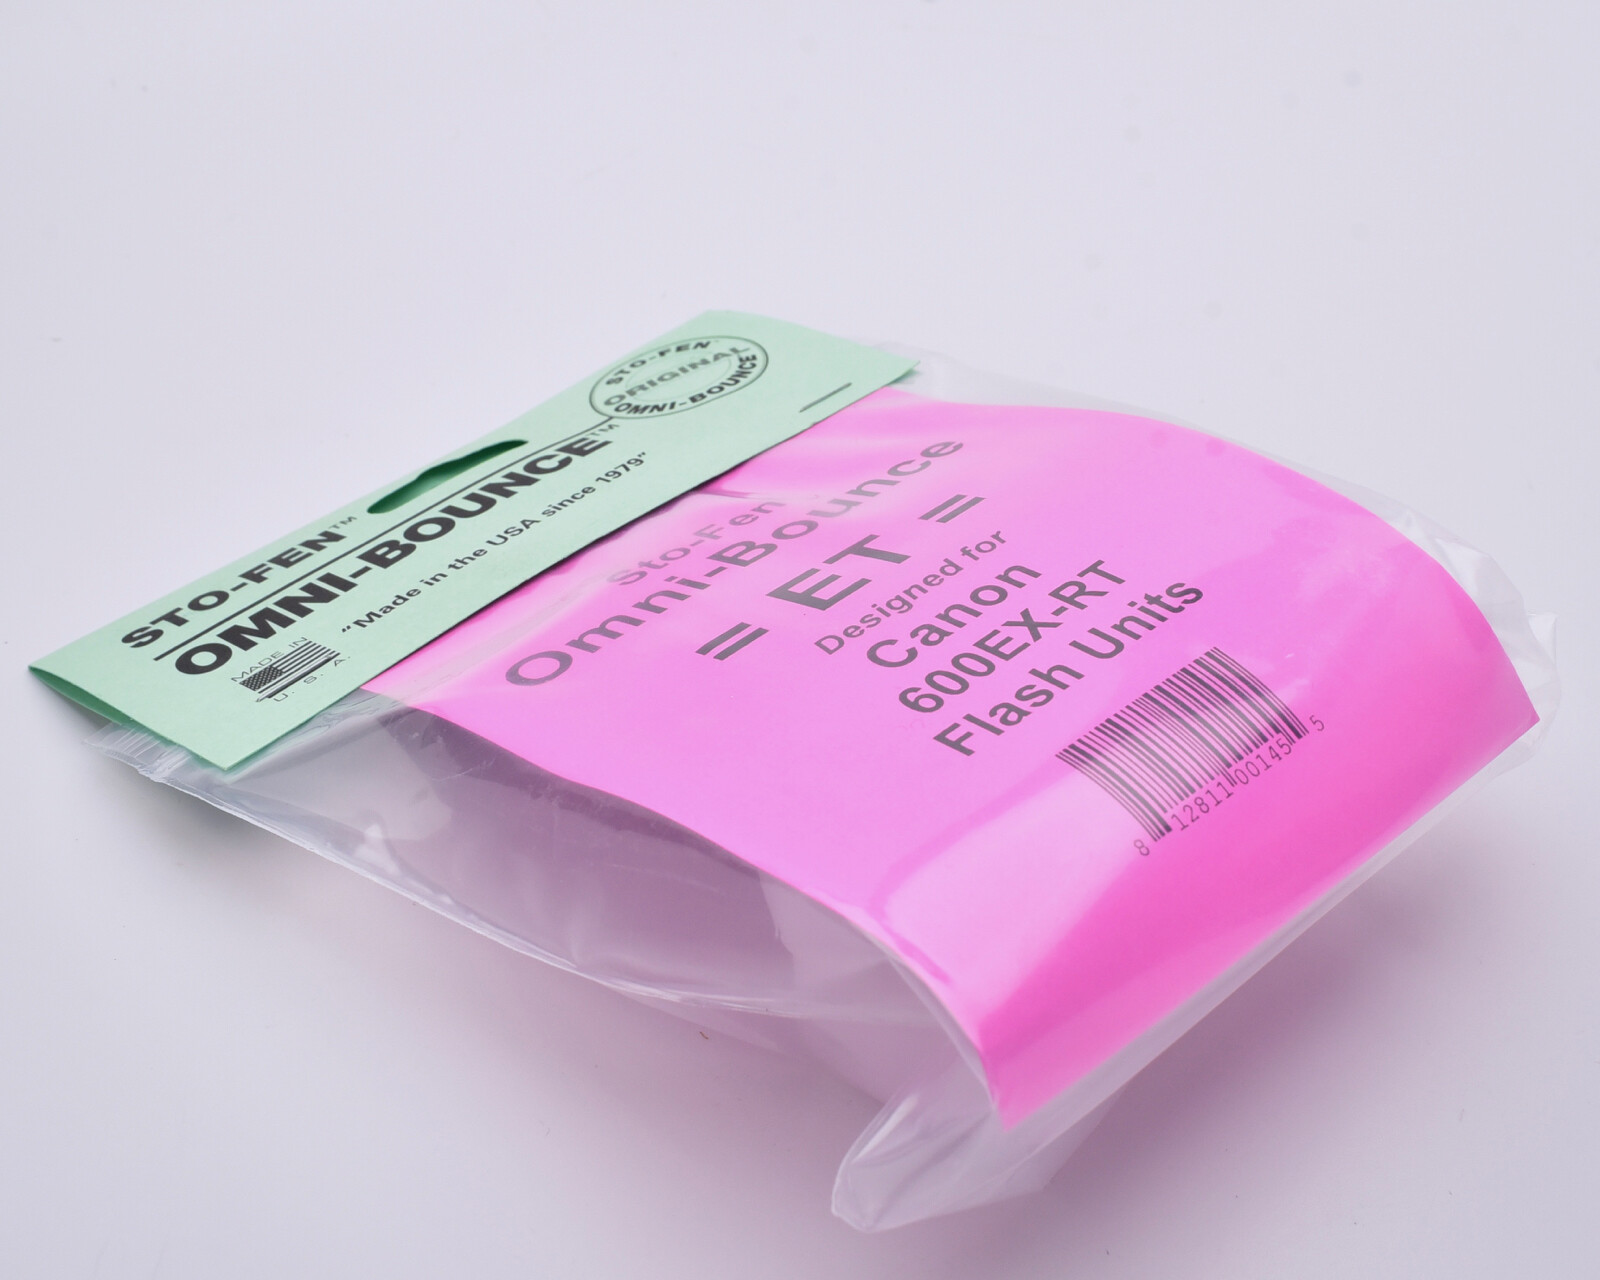 STO-FEN™
OMNI-BOUNCE™
"Made in the USA since 1979"
MADE IN
U. S. A.
STO-FEN
ORIGINAL
OMNI-BOUNCE
Sto-Fen
Omni-Bounce
= ET =
Designed for
Canon
600EX-RT
Flash Units
8 12811 00145 5